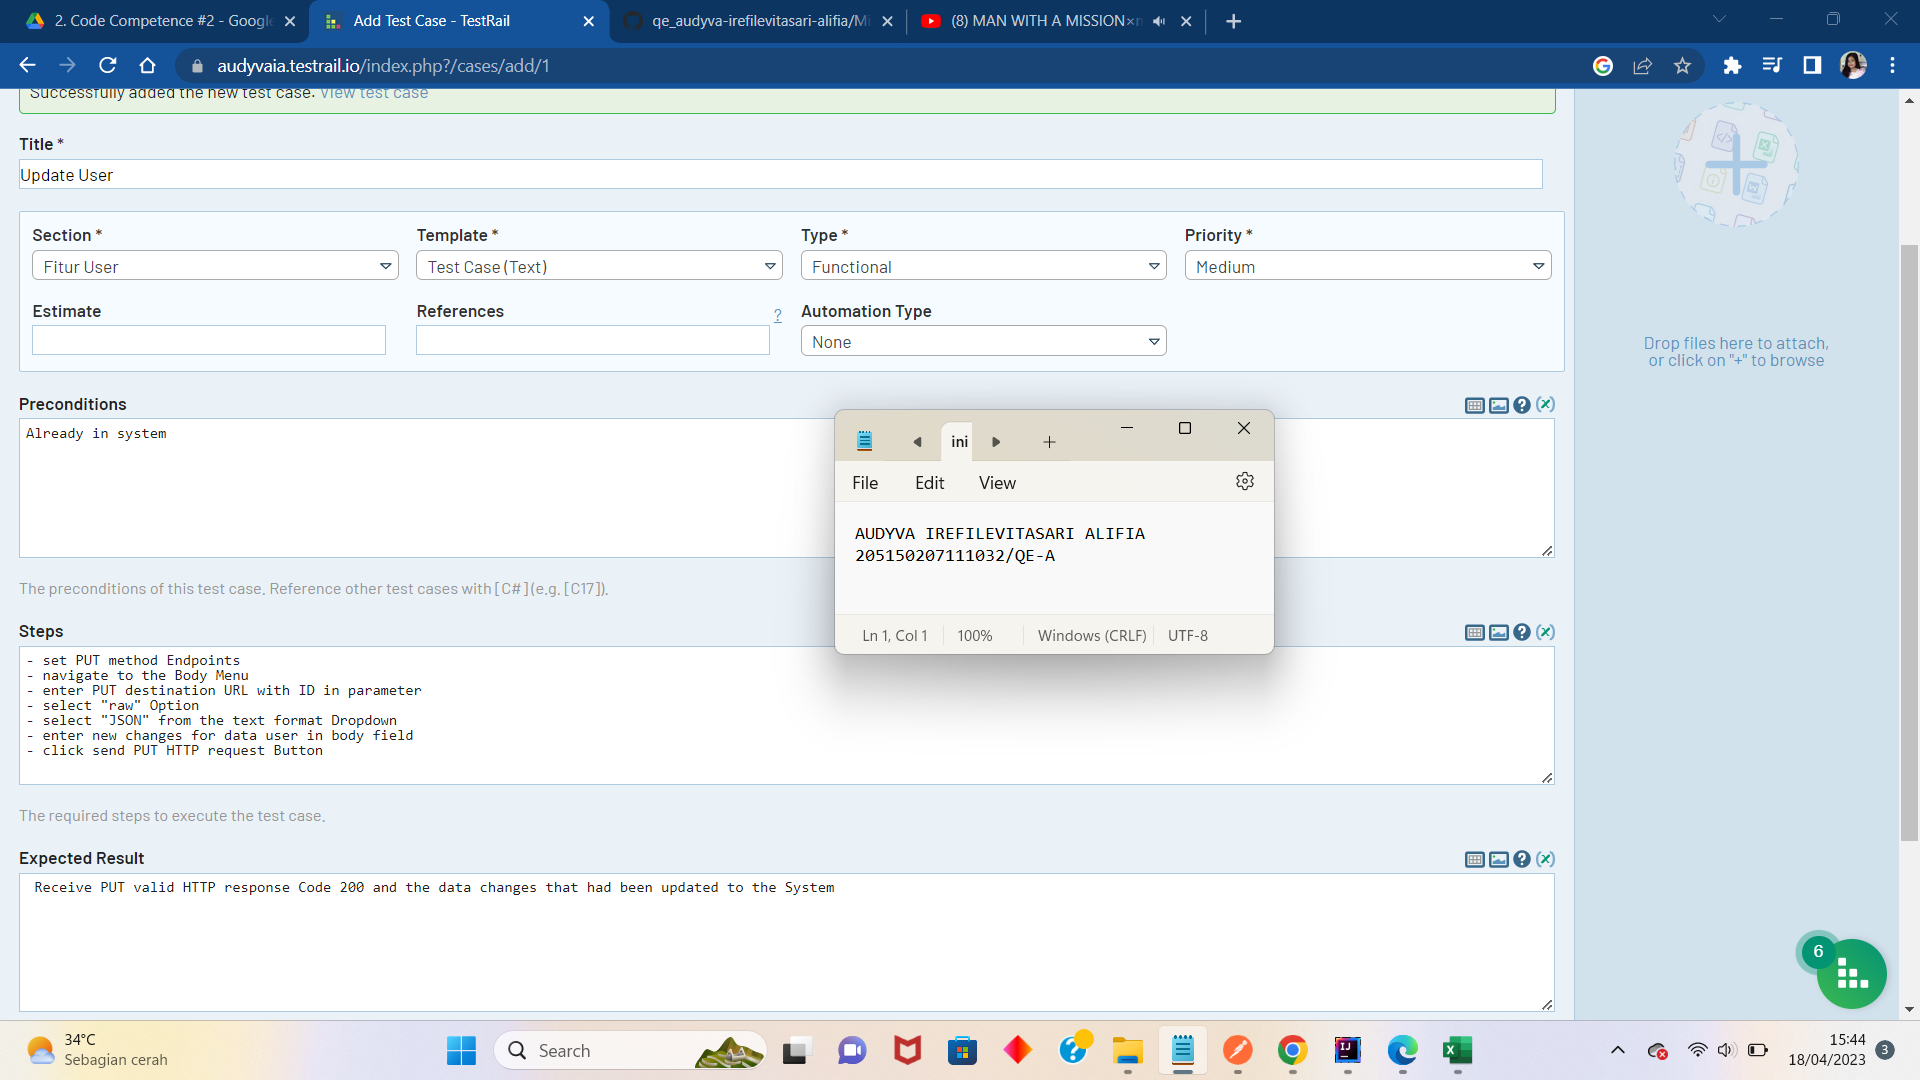 2. Code Competence #2 - Google
Add Test Case - TestRail
qe_audyva-irefilevitasari-alifia/Mi
(8) MAN WITH A MISSION×m
audyvaia.testrail.io/index.php?/cases/add/1
Successfully added the new test case. View test case
Title *
Update User
Section * Template * Type * Priority *
Fitur User Test Case (Text) Functional Medium
Estimate References ? Automation Type
None
Drop files here to attach,
or click on "+" to browse
Preconditions
Already in system
ini
File Edit View
AUDYVA IREFILEVITASARI ALIFIA
205150207111032/QE-A
Ln 1, Col 1 100% Windows (CRLF) UTF-8
The preconditions of this test case. Reference other test cases with [C#] (e.g. [C17]).
Steps
- set PUT method Endpoints
- navigate to the Body Menu
- enter PUT destination URL with ID in parameter
- select "raw" Option
- select "JSON" from the text format Dropdown
- enter new changes for data user in body field
- click send PUT HTTP request Button
The required steps to execute the test case.
Expected Result
Receive PUT valid HTTP response Code 200 and the data changes that had been updated to the System
6
34°C
Sebagian cerah
Search
15:44
18/04/2023
3